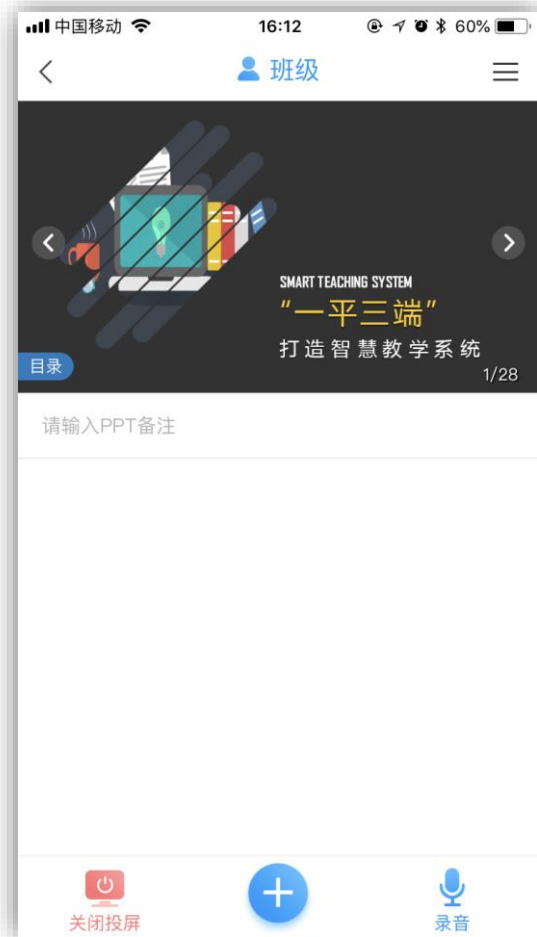 中国移动 16:12 60%
班级
SMART TEACHING SYSTEM
“一平三端”
打造智慧教学系统
目录
1/28
请输入PPT备注
关闭投屏 录音